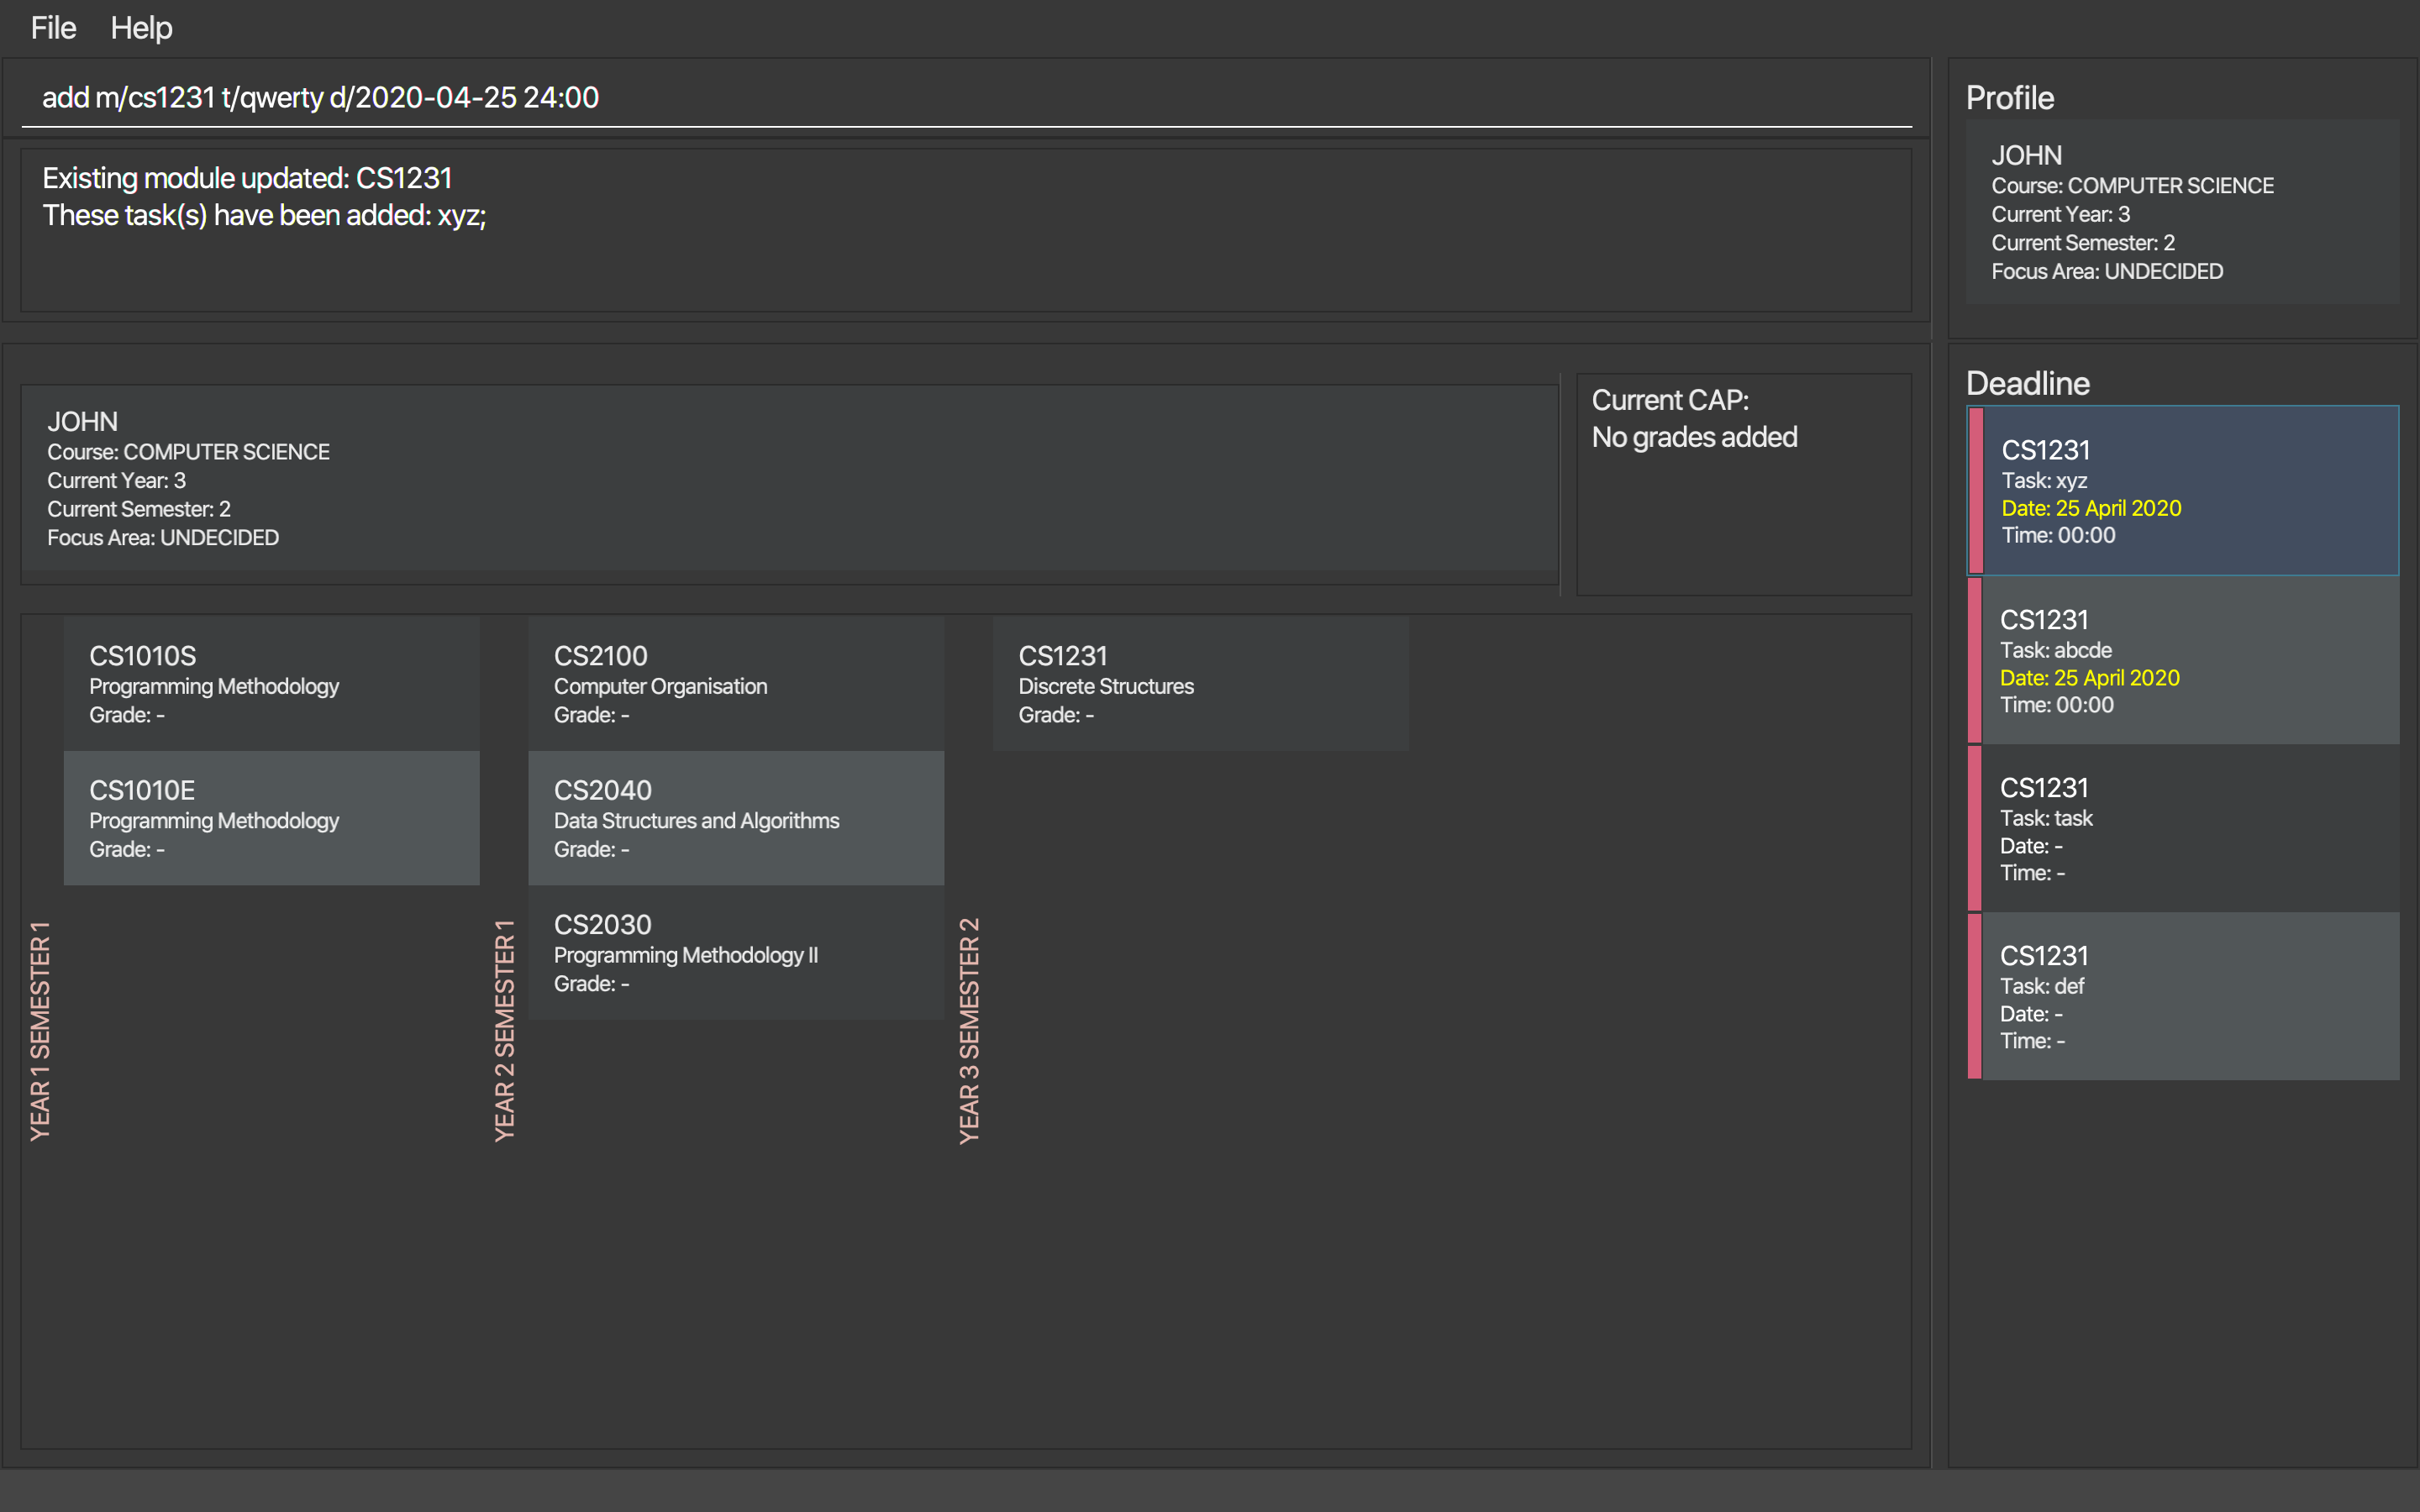 File Help
add m/cs1231 t/qwerty d/2020-04-25 24:00
Existing module updated: CS1231
These task(s) have been added: xyz;
JOHN
Course: COMPUTER SCIENCE
Current Year: 3
Current Semester: 2
Focus Area: UNDECIDED
Current CAP:
No grades added
YEAR 1 SEMESTER 1
CS1010S
Programming Methodology
Grade: -
CS1010E
Programming Methodology
Grade: -
YEAR 2 SEMESTER 1
CS2100
Computer Organisation
Grade: -
CS2040
Data Structures and Algorithms
Grade: -
CS2030
Programming Methodology II
Grade: -
YEAR 3 SEMESTER 2
CS1231
Discrete Structures
Grade: -
Profile
JOHN
Course: COMPUTER SCIENCE
Current Year: 3
Current Semester: 2
Focus Area: UNDECIDED
Deadline
CS1231
Task: xyz
Date: 25 April 2020
Time: 00:00
CS1231
Task: abcde
Date: 25 April 2020
Time: 00:00
CS1231
Task: task
Date: -
Time: -
CS1231
Task: def
Date: -
Time: -